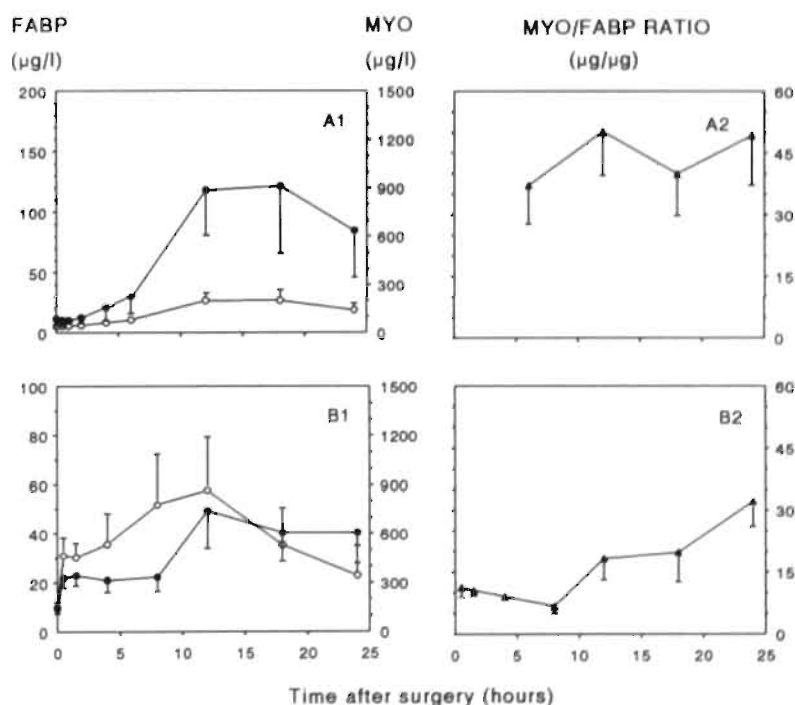 FABP MYO MYO/FABP RATIO
(µg/l) (µg/l) (µg/µg)
200 1500 60
A1 A2
150 1200 45
100 900 30
600
50 300 15
0 0 0
100 1500 60
B1 B2
80 1200 45
60 900 30
40 600
20 300 15
0 0 0
0 5 10 15 20 25 0 5 10 15 20 25
Time after surgery (hours)